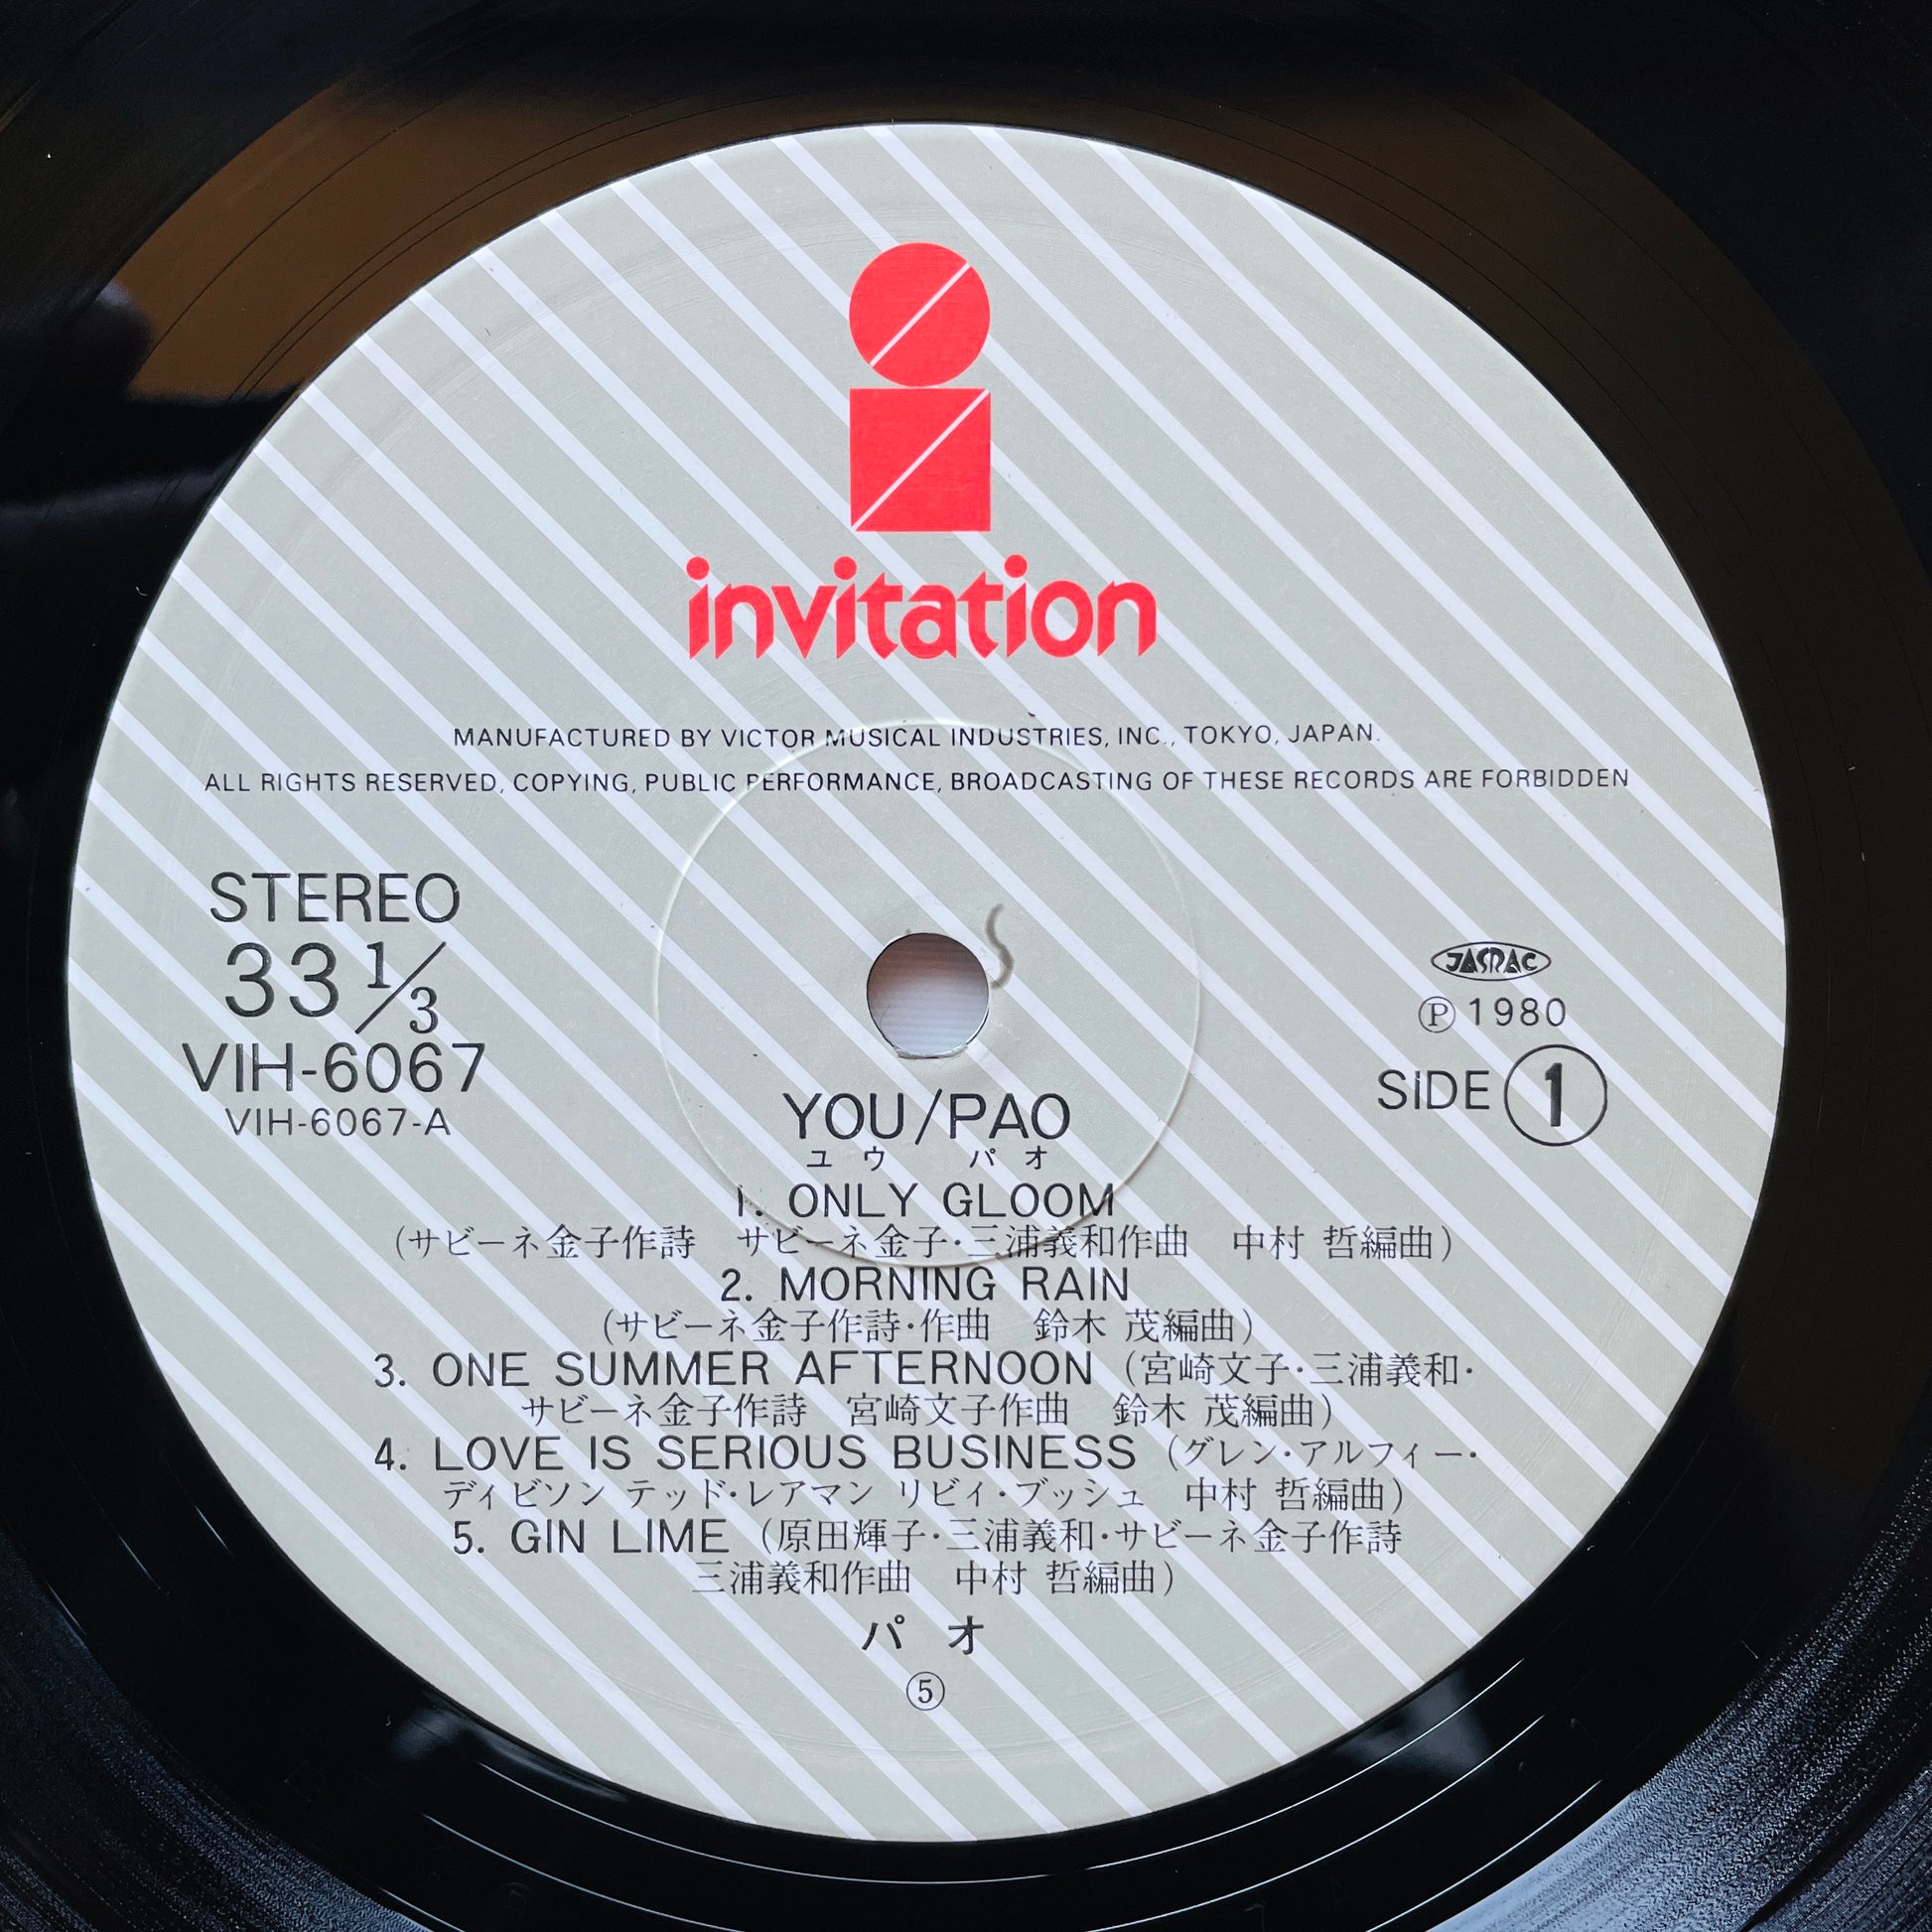 invitation
MANUFACTURED BY VICTOR MUSICAL INDUSTRIES, INC., TOKYO, JAPAN.
ALL RIGHTS RESERVED, COPYING, PUBLIC PERFORMANCE, BROADCASTING OF THESE RECORDS ARE FORBIDDEN
STEREO
33 1/3
VIH-6067
VIH-6067-A
JASRAC
Ⓟ 1980
SIDE 1
YOU/PAO
ユウ パオ
1. ONLY GLOOM
(サビーネ金子作詩 サビーネ金子・三浦義和作曲 中村 哲編曲)
2. MORNING RAIN
(サビーネ金子作詩・作曲 鈴木 茂編曲)
3. ONE SUMMER AFTERNOON (宮崎文子・三浦義和・
サビーネ金子作詩 宮崎文子作曲 鈴木 茂編曲)
4. LOVE IS SERIOUS BUSINESS (グレン・アルフィー・
ディビソン テッド・レアマン リビィ・ブッシュ 中村 哲編曲)
5. GIN LIME (原田輝子・三浦義和・サビーネ金子作詩
三浦義和作曲 中村 哲編曲)
パオ
⑤